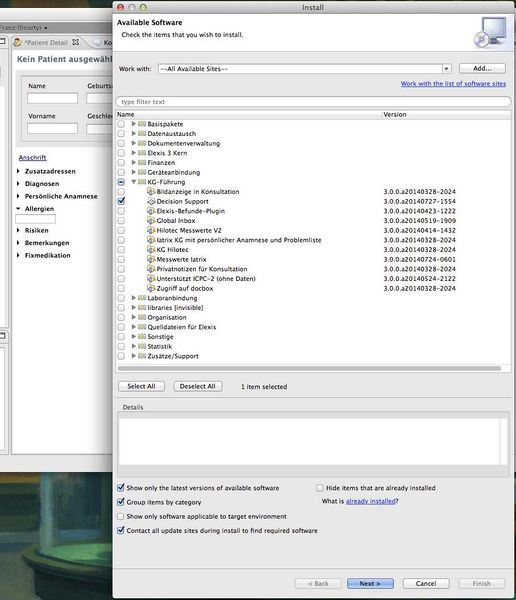 Install
Franz (fmarty)
*Patient Detail
Ko
Kein Patient ausgewähl
Name
Geburts
Vorname
Geschle
Anschrift
Zusatzadressen
Diagnosen
Persönliche Anamnese
Allergien
Risiken
Bemerkungen
Fixmedikation
Available Software
Check the items that you wish to install.
Work with: --All Available Sites-- Add...
Work with the list of software sites
type filter text
Name Version
Basispakete
Datenaustausch
Dokumentenverwaltung
Elexis 3 Kern
Finanzen
Geräteanbindung
KG-Führung
Bildanzeige in Konsultation 3.0.0.a20140328-2024
Decision Support 3.0.0.a20140727-1554
Elexis-Befunde-Plugin 3.0.0.a20140423-1222
Global Inbox 3.0.0.a20140519-1909
Hilotec Messwerte V2 3.0.0.a20140414-1432
Iatrix KG mit persönlicher Anamnese und Problemliste 3.0.0.a20140328-2024
KG Hilotec 3.0.0.a20140328-2024
Messwerte Iatrix 3.0.0.a20140724-0601
Privatnotizen für Konsultation 3.0.0.a20140328-2024
Unterstützt ICPC-2 (ohne Daten) 3.0.0.a20140524-2122
Zugriff auf docbox 3.0.0.a20140328-2024
Laboranbindung
libraries [invisible]
Organisation
Quelldateien für Elexis
Sonstige
Statistik
Zusätze/Support
Select All Deselect All 1 item selected
Details
Show only the latest versions of available software Hide items that are already installed
Group items by category What is already installed?
Show only software applicable to target environment
Contact all update sites during install to find required software
< Back Next > Cancel Finish